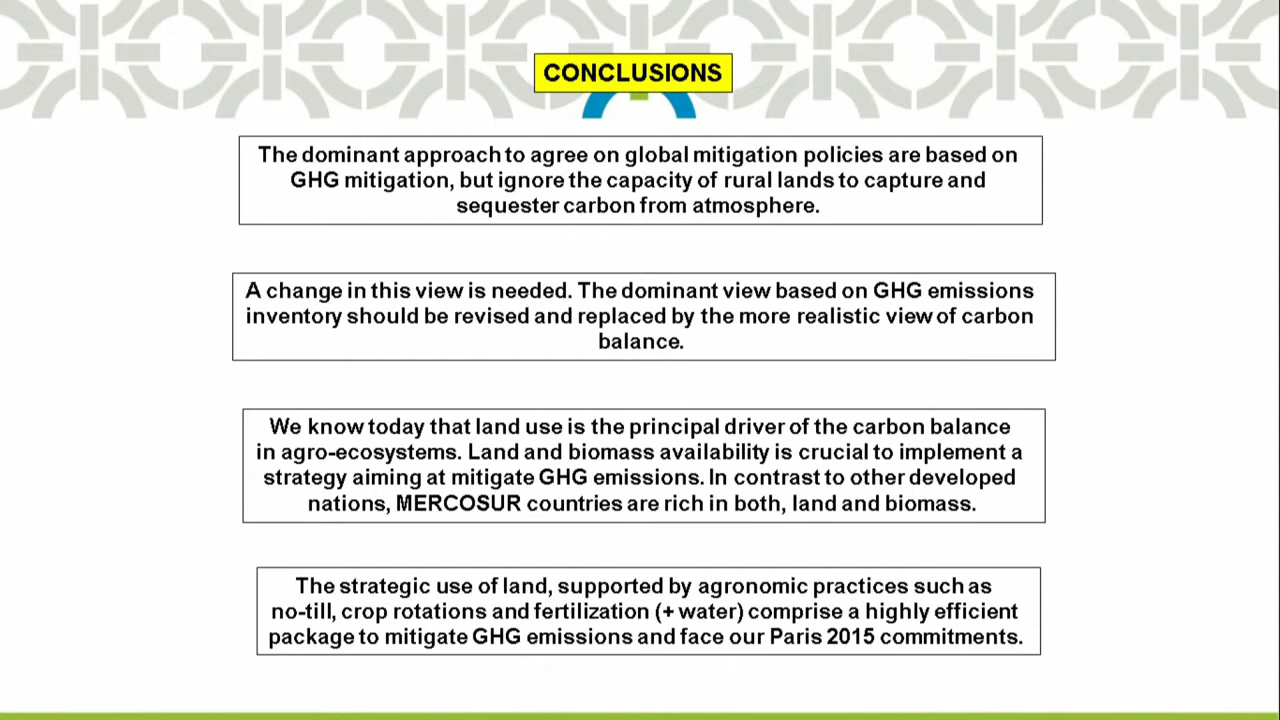 CONCLUSIONS
The dominant approach to agree on global mitigation policies are based on
GHG mitigation, but ignore the capacity of rural lands to capture and
sequester carbon from atmosphere.
A change in this view is needed. The dominant view based on GHG emissions
inventory should be revised and replaced by the more realistic view of carbon
balance.
We know today that land use is the principal driver of the carbon balance
in agro-ecosystems. Land and biomass availability is crucial to implement a
strategy aiming at mitigate GHG emissions. In contrast to other developed
nations, MERCOSUR countries are rich in both, land and biomass.
The strategic use of land, supported by agronomic practices such as
no-till, crop rotations and fertilization (+ water) comprise a highly efficient
package to mitigate GHG emissions and face our Paris 2015 commitments.